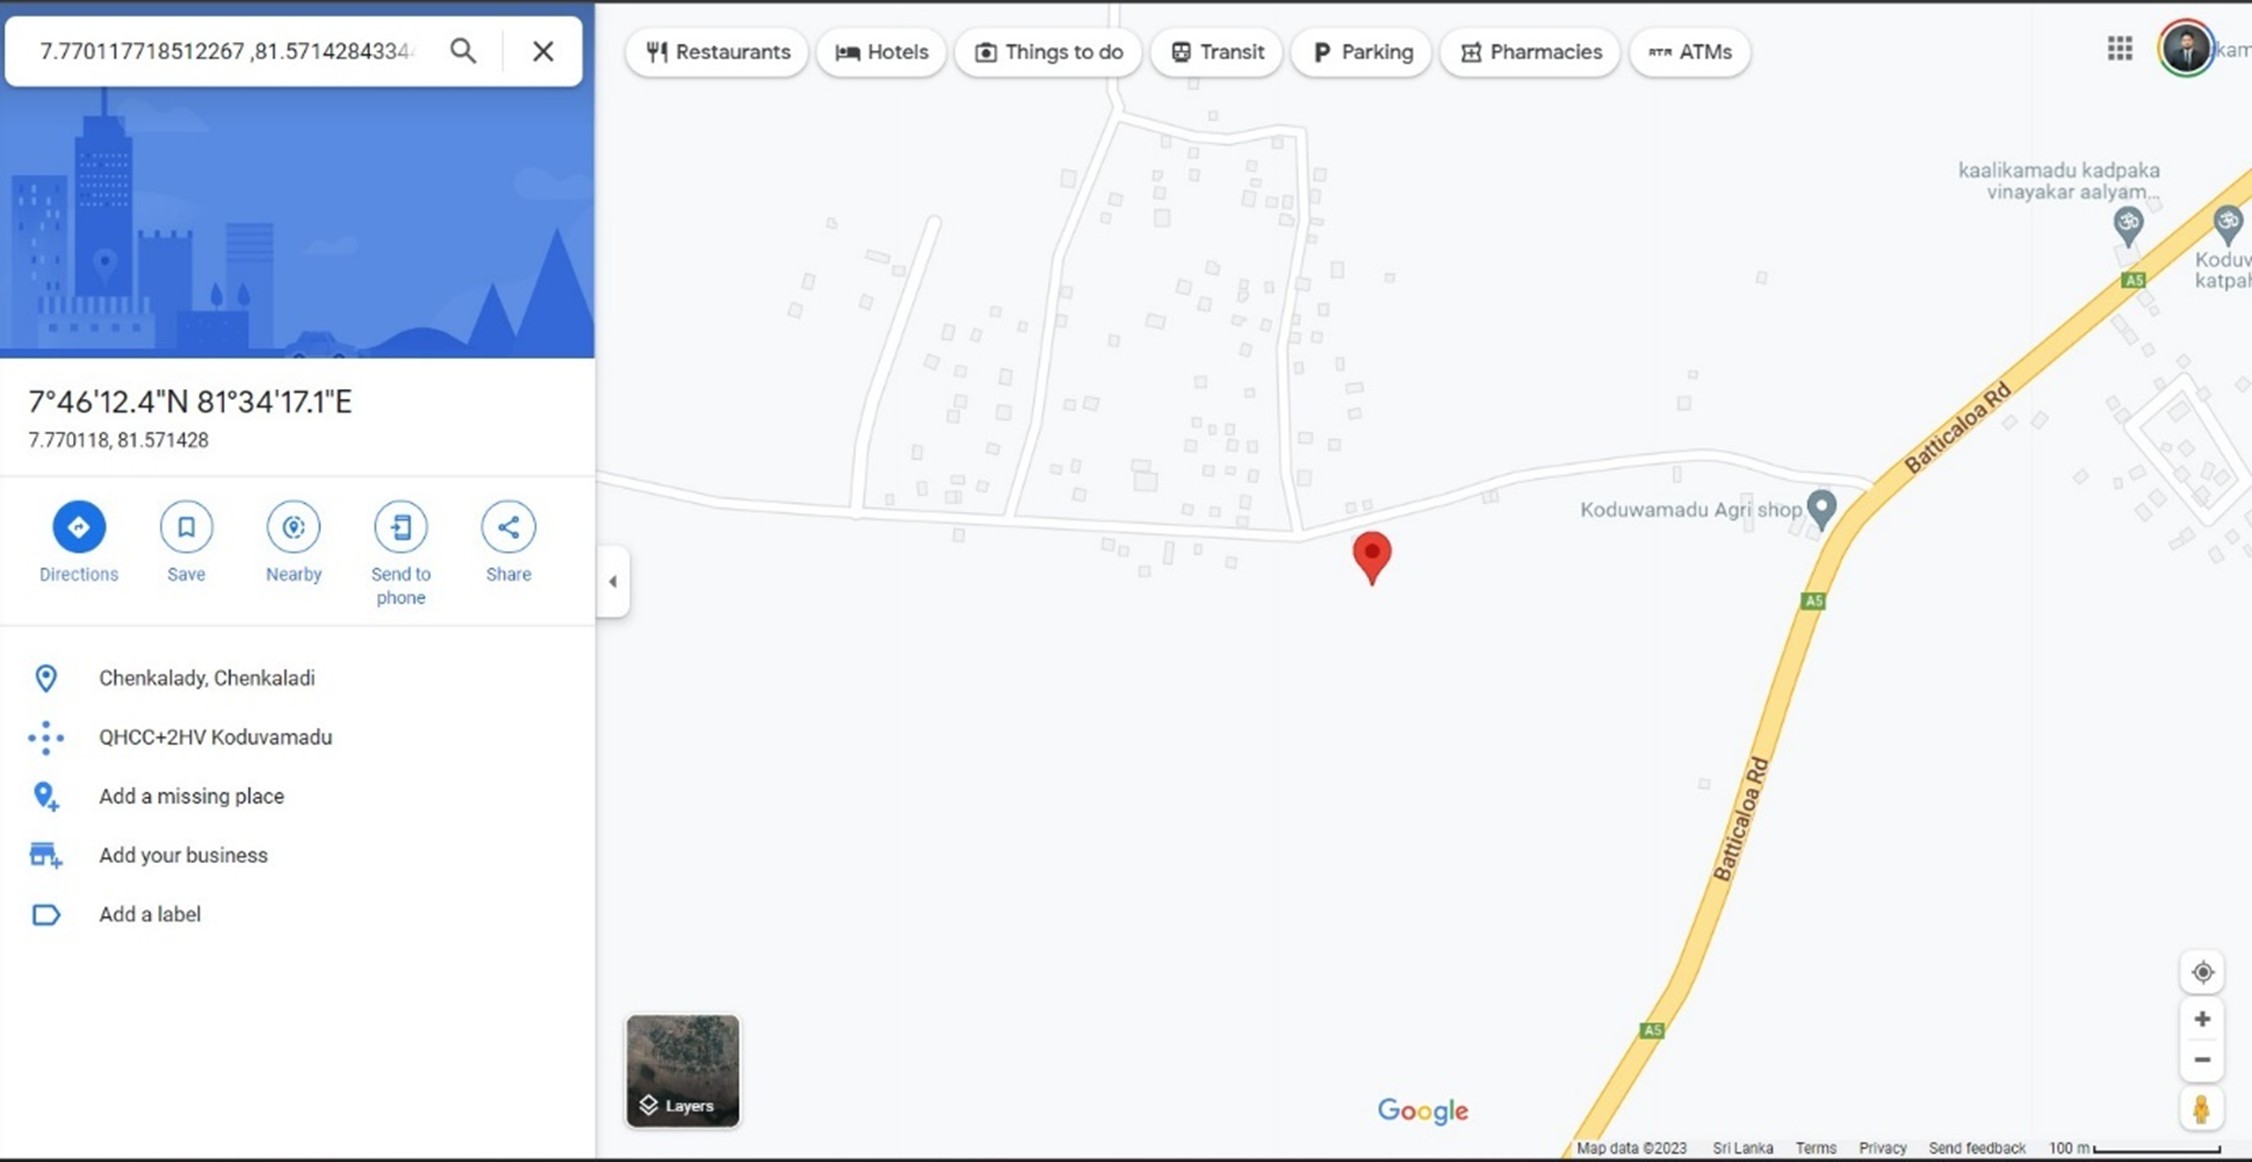 7.770117718512267 ,81.5714284334
Restaurants
Hotels
Things to do
Transit
Parking
Pharmacies
ATM ATMs
kaalikamadu kadpaka
vinayakar aalyam...
A5
7°46'12.4"N 81°34'17.1"E
7.770118, 81.571428
Batticaloa Rd
Koduwamadu Agri shop
Directions
Save
Nearby
Send to
phone
Share
A5
Chenkalady, Chenkaladi
QHCC+2HV Koduvamadu
Add a missing place
Add your business
Add a label
Batticaloa Rd
A5
Layers
Google
Map data ©2023
Sri Lanka
Terms
Privacy
Send feedback
100 m